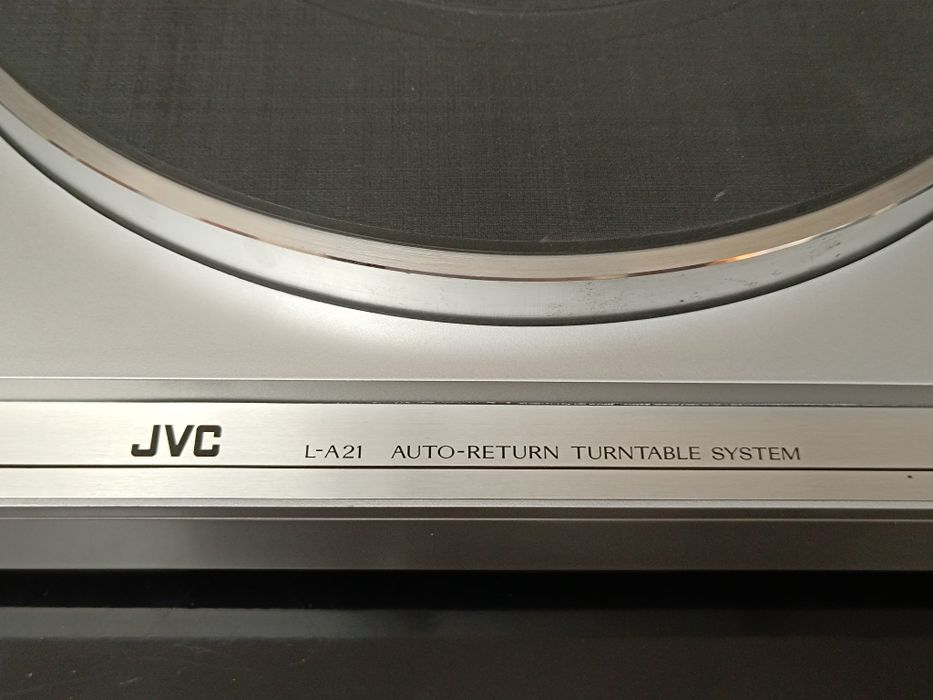 JVC L-A21 AUTO-RETURN TURNTABLE SYSTEM